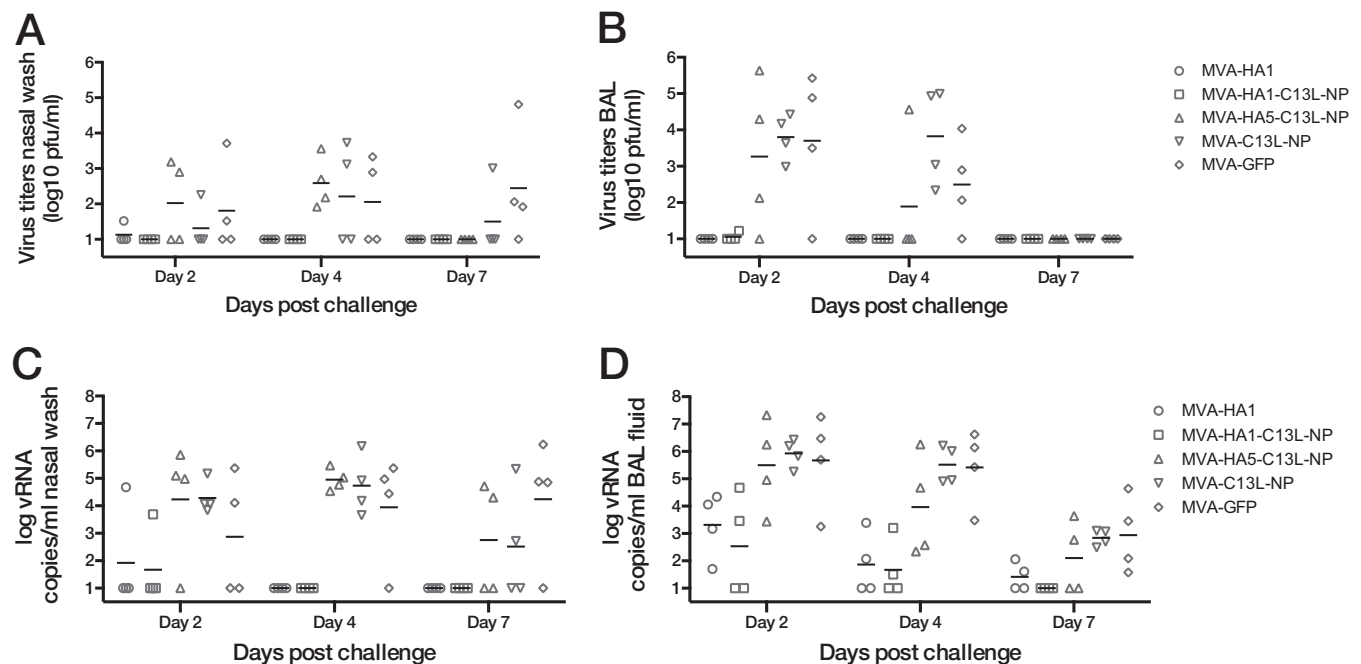 A
Virus titers nasal wash
(log10 pfu/ml)
6
5
4
3
2
1
Day 2
Day 4
Day 7
Days post challenge
B
Virus titers BAL
(log10 pfu/ml)
6
5
4
3
2
1
Day 2
Day 4
Day 7
Days post challenge
MVA-HA1
MVA-HA1-C13L-NP
MVA-HA5-C13L-NP
MVA-C13L-NP
MVA-GFP
C
log vRNA
copies/ml nasal wash
8
7
6
5
4
3
2
1
Day 2
Day 4
Day 7
Days post challenge
D
log vRNA
copies/ml BAL fluid
8
7
6
5
4
3
2
1
Day 2
Day 4
Day 7
Days post challenge
MVA-HA1
MVA-HA1-C13L-NP
MVA-HA5-C13L-NP
MVA-C13L-NP
MVA-GFP